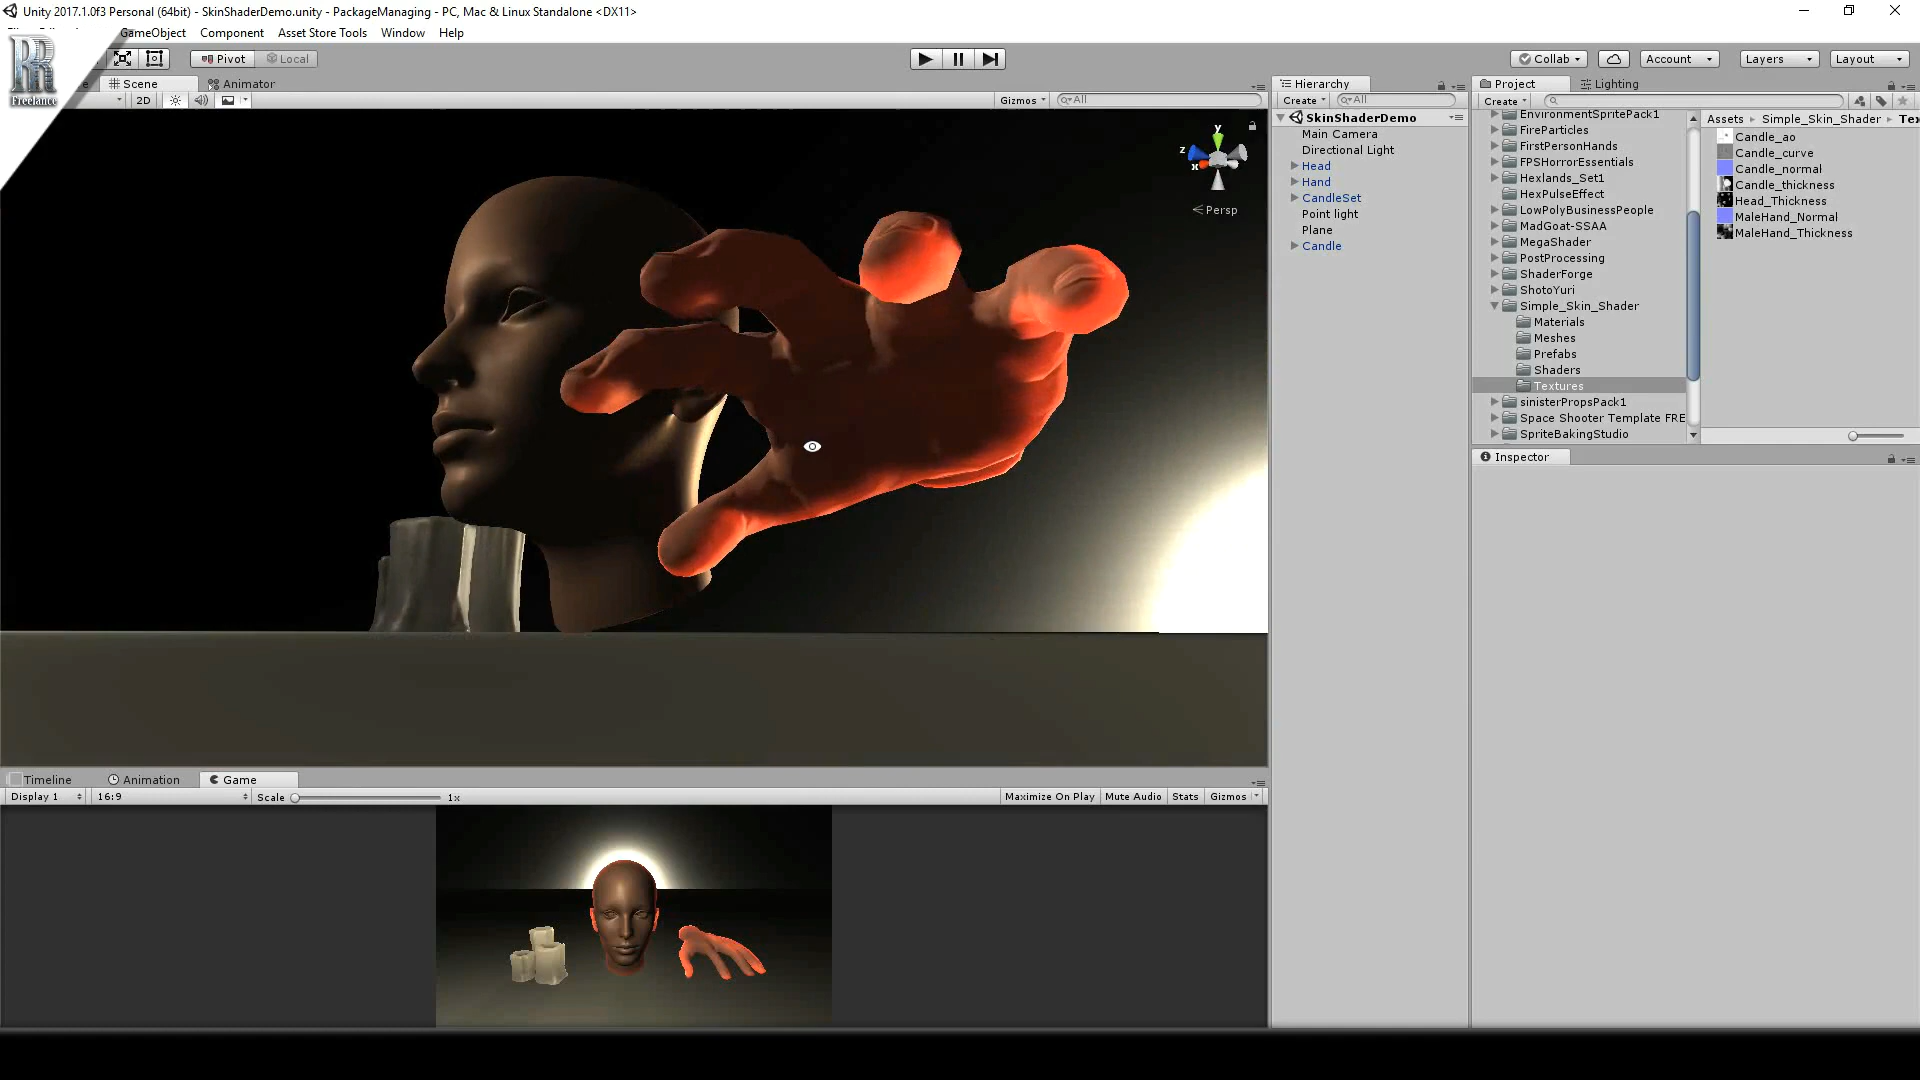 Unity 2017.1.0f3 Personal (64bit) - SkinShaderDemo.unity - PackageManaging - PC, Mac & Linux Standalone <DX11>
GameObject Component Asset Store Tools Window Help
RR
Freelance
Pivot Local
Collab Account Layers Layout
Scene Animator
2D Gizmos All
y
z
x
Persp
Hierarchy
Create All
SkinShaderDemo
Main Camera
Directional Light
Head
Hand
CandleSet
Point light
Plane
Candle
Project Lighting
Create
EnvironmentSpritePack1
FireParticles
FirstPersonHands
FPSHorrorEssentials
Hexlands_Set1
HexPulseEffect
LowPolyBusinessPeople
MadGoat-SSAA
MegaShader
PostProcessing
ShaderForge
ShotoYuri
Simple_Skin_Shader
Materials
Meshes
Prefabs
Shaders
Textures
sinisterPropsPack1
Space Shooter Template FRE
SpriteBakingStudio
Assets Simple_Skin_Shader Tex
Candle_ao
Candle_curve
Candle_normal
Candle_thickness
Head_Thickness
MaleHand_Normal
MaleHand_Thickness
Inspector
Timeline Animation Game
Display 1 16:9 Scale 1x Maximize On Play Mute Audio Stats Gizmos